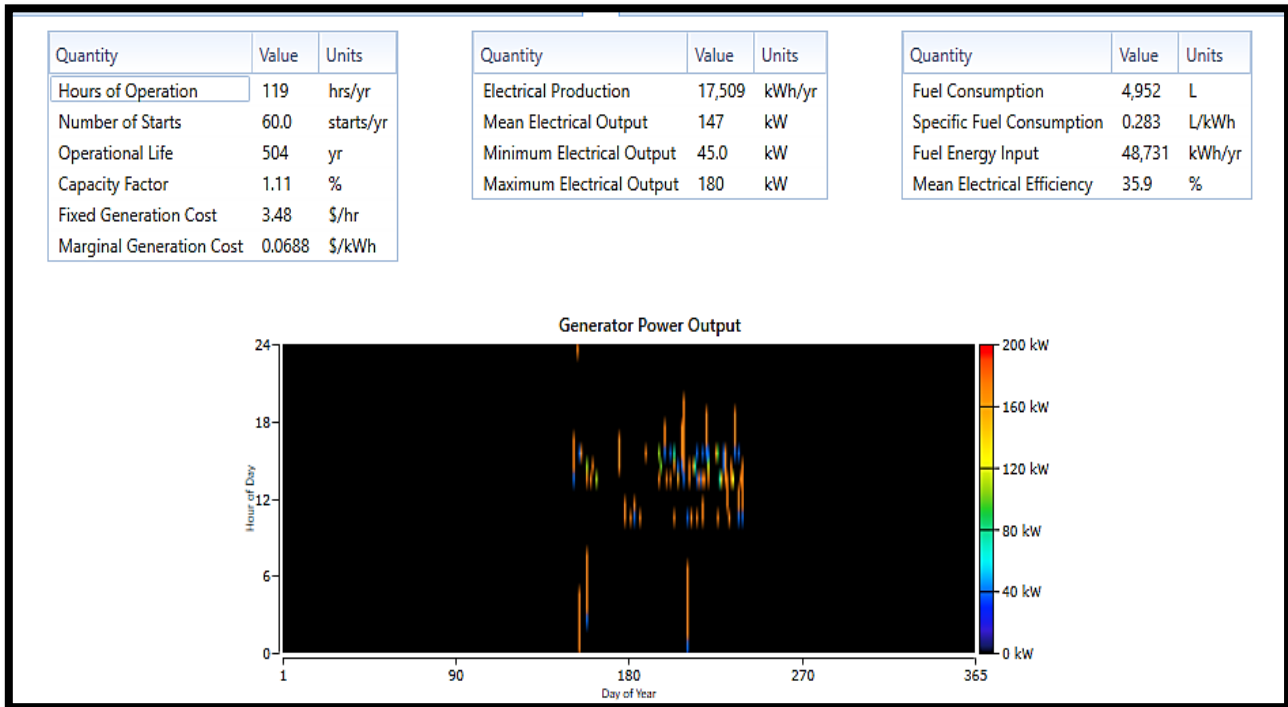 Quantity Value Units
Hours of Operation 119 hrs/yr
Number of Starts 60.0 starts/yr
Operational Life 504 yr
Capacity Factor 1.11 %
Fixed Generation Cost 3.48 $/hr
Marginal Generation Cost 0.0688 $/kWh
Quantity Value Units
Electrical Production 17,509 kWh/yr
Mean Electrical Output 147 kW
Minimum Electrical Output 45.0 kW
Maximum Electrical Output 180 kW
Quantity Value Units
Fuel Consumption 4,952 L
Specific Fuel Consumption 0.283 L/kWh
Fuel Energy Input 48,731 kWh/yr
Mean Electrical Efficiency 35.9 %
Generator Power Output
24
18
12
6
0
Hour of Day
1 90 180 270 365
Day of Year
200 kW
160 kW
120 kW
80 kW
40 kW
0 kW